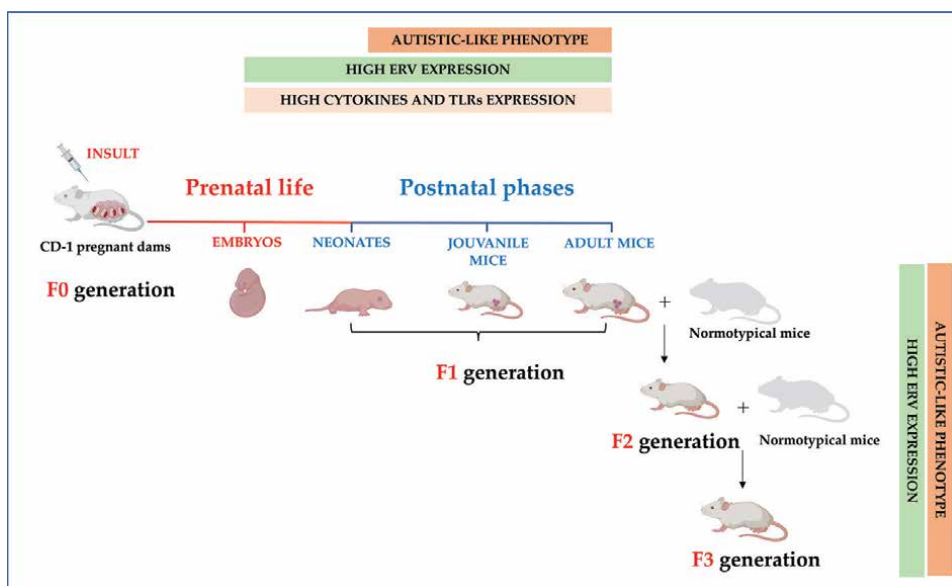 AUTISTIC-LIKE PHENOTYPE
HIGH ERV EXPRESSION
HIGH CYTOKINES AND TLRs EXPRESSION
INSULT
Prenatal life
Postnatal phases
CD-1 pregnant dams
EMBRYOS
NEONATES
JOUVANILE
MICE
ADULT MICE
F0 generation
+
Normotypical mice
F1 generation
+
F2 generation
Normotypical mice
F3 generation
HIGH ERV EXPRESSION
AUTISTIC-LIKE PHENOTYPE